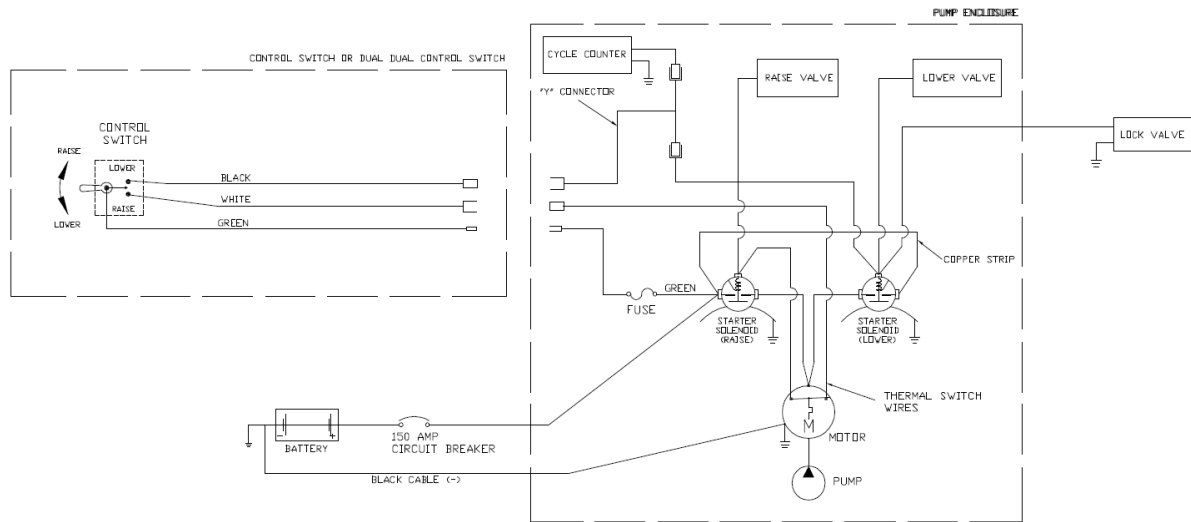 PUMP ENCLOSURE
CONTROL SWITCH OR DUAL DUAL CONTROL SWITCH
CYCLE COUNTER
RAISE VALVE
LOWER VALVE
"Y" CONNECTOR
LOCK VALVE
CONTROL
SWITCH
RAISE
LOWER
BLACK
WHITE
RAISE
LOWER
GREEN
COPPER STRIP
GREEN
FUSE
STARTER
SOLENOID
(RAISE)
STARTER
SOLENOID
(LOWER)
THERMAL SWITCH
WIRES
M
MOTOR
- +
BATTERY
150 AMP
CIRCUIT BREAKER
BLACK CABLE (-)
PUMP